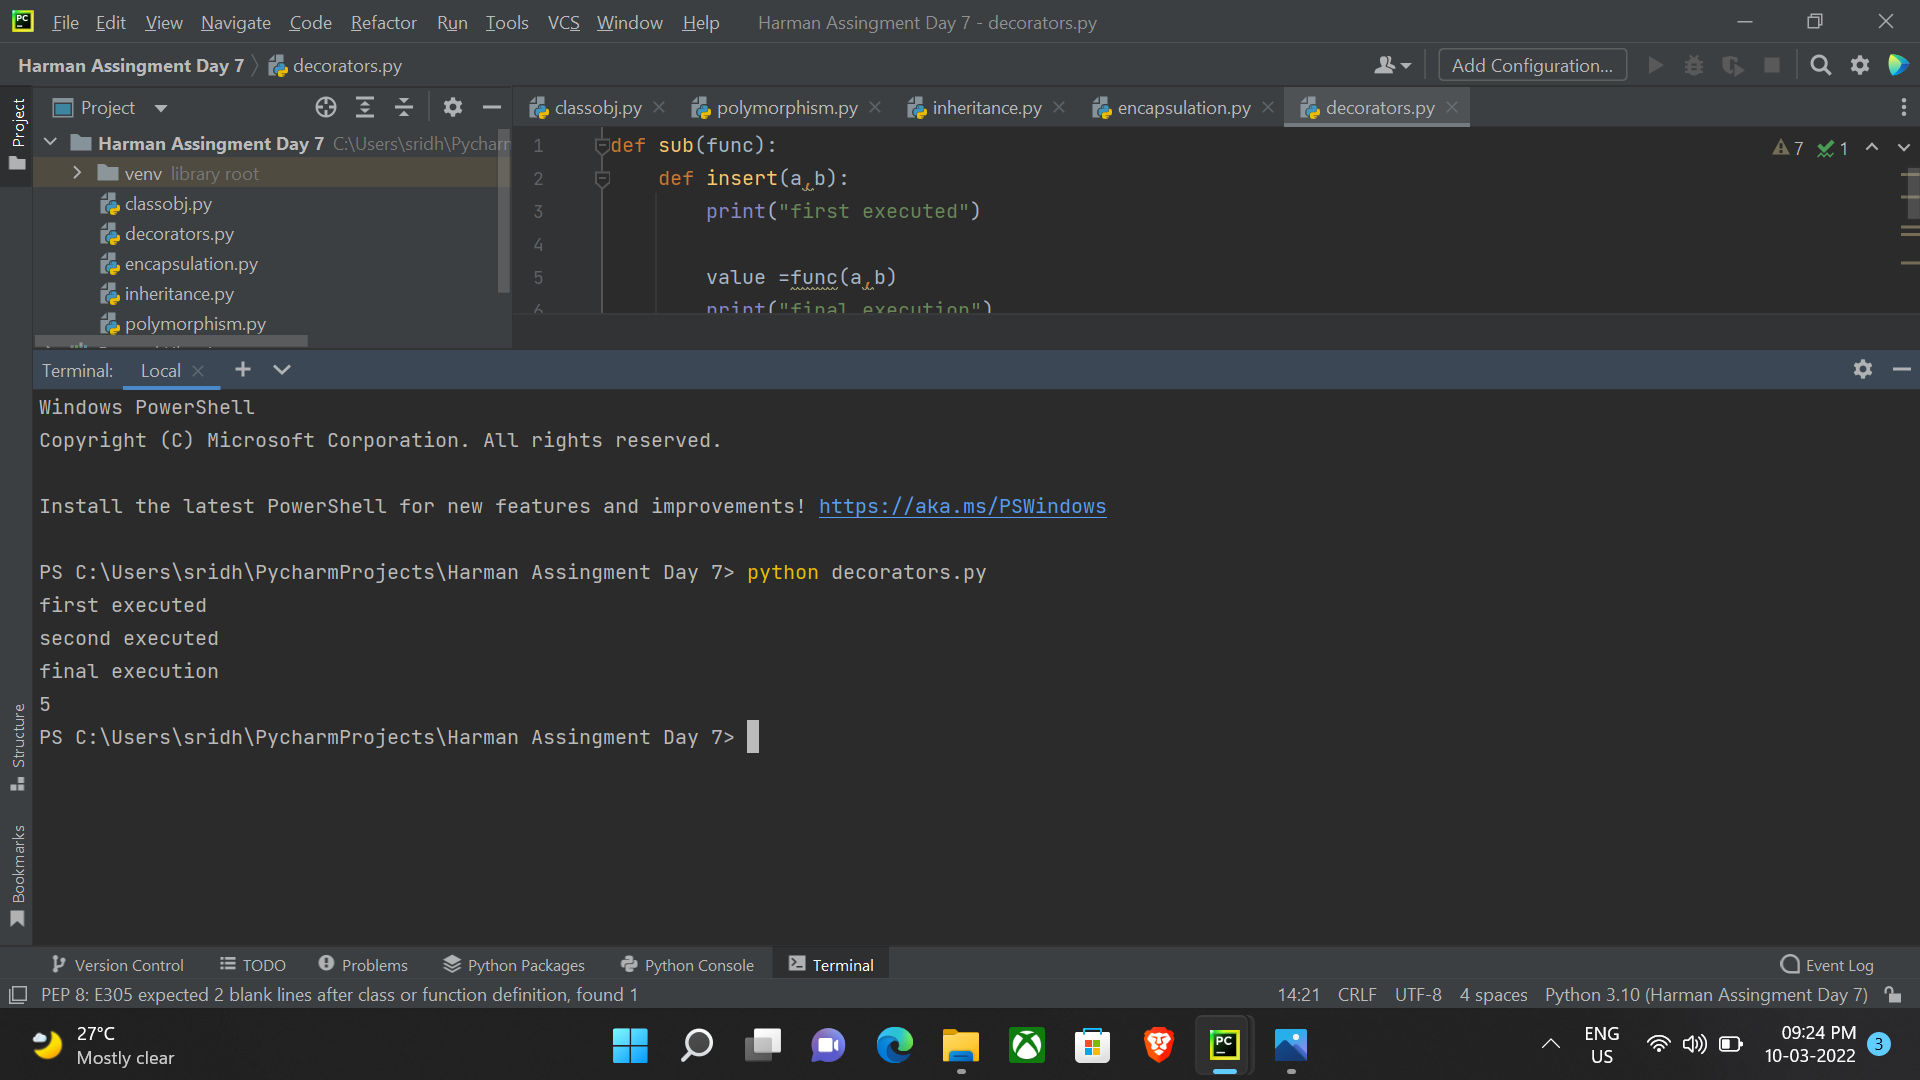 File Edit View Navigate Code Refactor Run Tools VCS Window Help Harman Assingment Day 7 - decorators.py
Harman Assingment Day 7 decorators.py Add Configuration...
Project Project classobj.py polymorphism.py inheritance.py encapsulation.py decorators.py
Harman Assingment Day 7 C:\Users\sridh\Pycharm
venv library root
classobj.py
decorators.py
encapsulation.py
inheritance.py
polymorphism.py
1 def sub(func):
2 def insert(a,b):
3 print("first executed")
4
5 value =func(a,b)
6 print("final execution")
7 1
Terminal: Local
Windows PowerShell
Copyright (C) Microsoft Corporation. All rights reserved.
Install the latest PowerShell for new features and improvements! https://aka.ms/PSWindows
PS C:\Users\sridh\PycharmProjects\Harman Assingment Day 7> python decorators.py
first executed
second executed
final execution
5
PS C:\Users\sridh\PycharmProjects\Harman Assingment Day 7>
Structure
Bookmarks
Version Control TODO Problems Python Packages Python Console Terminal Event Log
PEP 8: E305 expected 2 blank lines after class or function definition, found 1 14:21 CRLF UTF-8 4 spaces Python 3.10 (Harman Assingment Day 7)
27°C
Mostly clear
PC
ENG
US
09:24 PM
10-03-2022
3